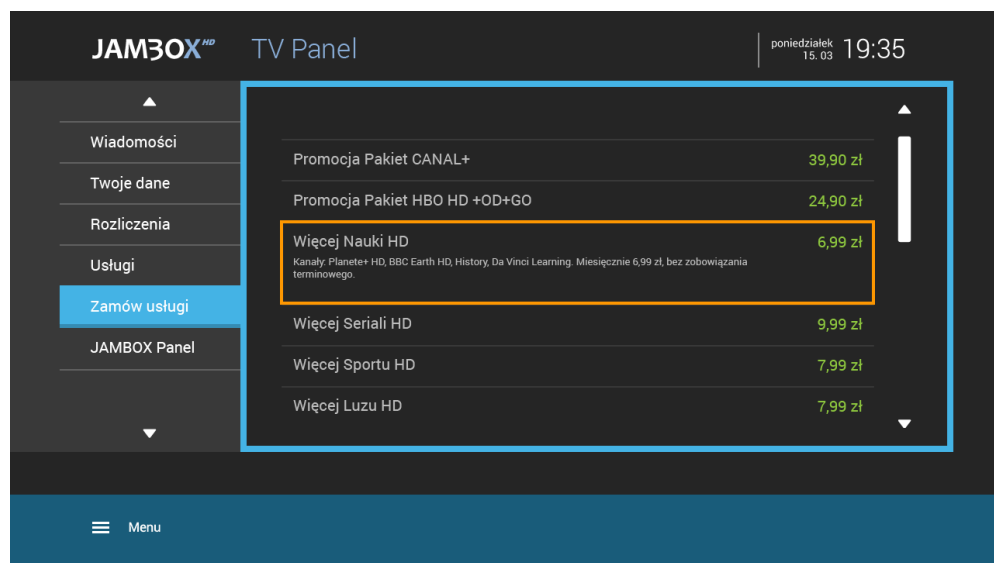 JAMBOX HD
TV Panel
poniedziałek
15. 03
19:35
Wiadomości
Twoje dane
Rozliczenia
Usługi
Zamów usługi
JAMBOX Panel
Promocja Pakiet CANAL+ 39,90 zł
Promocja Pakiet HBO HD +OD+GO 24,90 zł
Więcej Nauki HD 6,99 zł
Kanały: Planete+ HD, BBC Earth HD, History, Da Vinci Learning. Miesięcznie 6,99 zł, bez zobowiązania
terminowego.
Więcej Seriali HD 9,99 zł
Więcej Sportu HD 7,99 zł
Więcej Luzu HD 7,99 zł
Menu